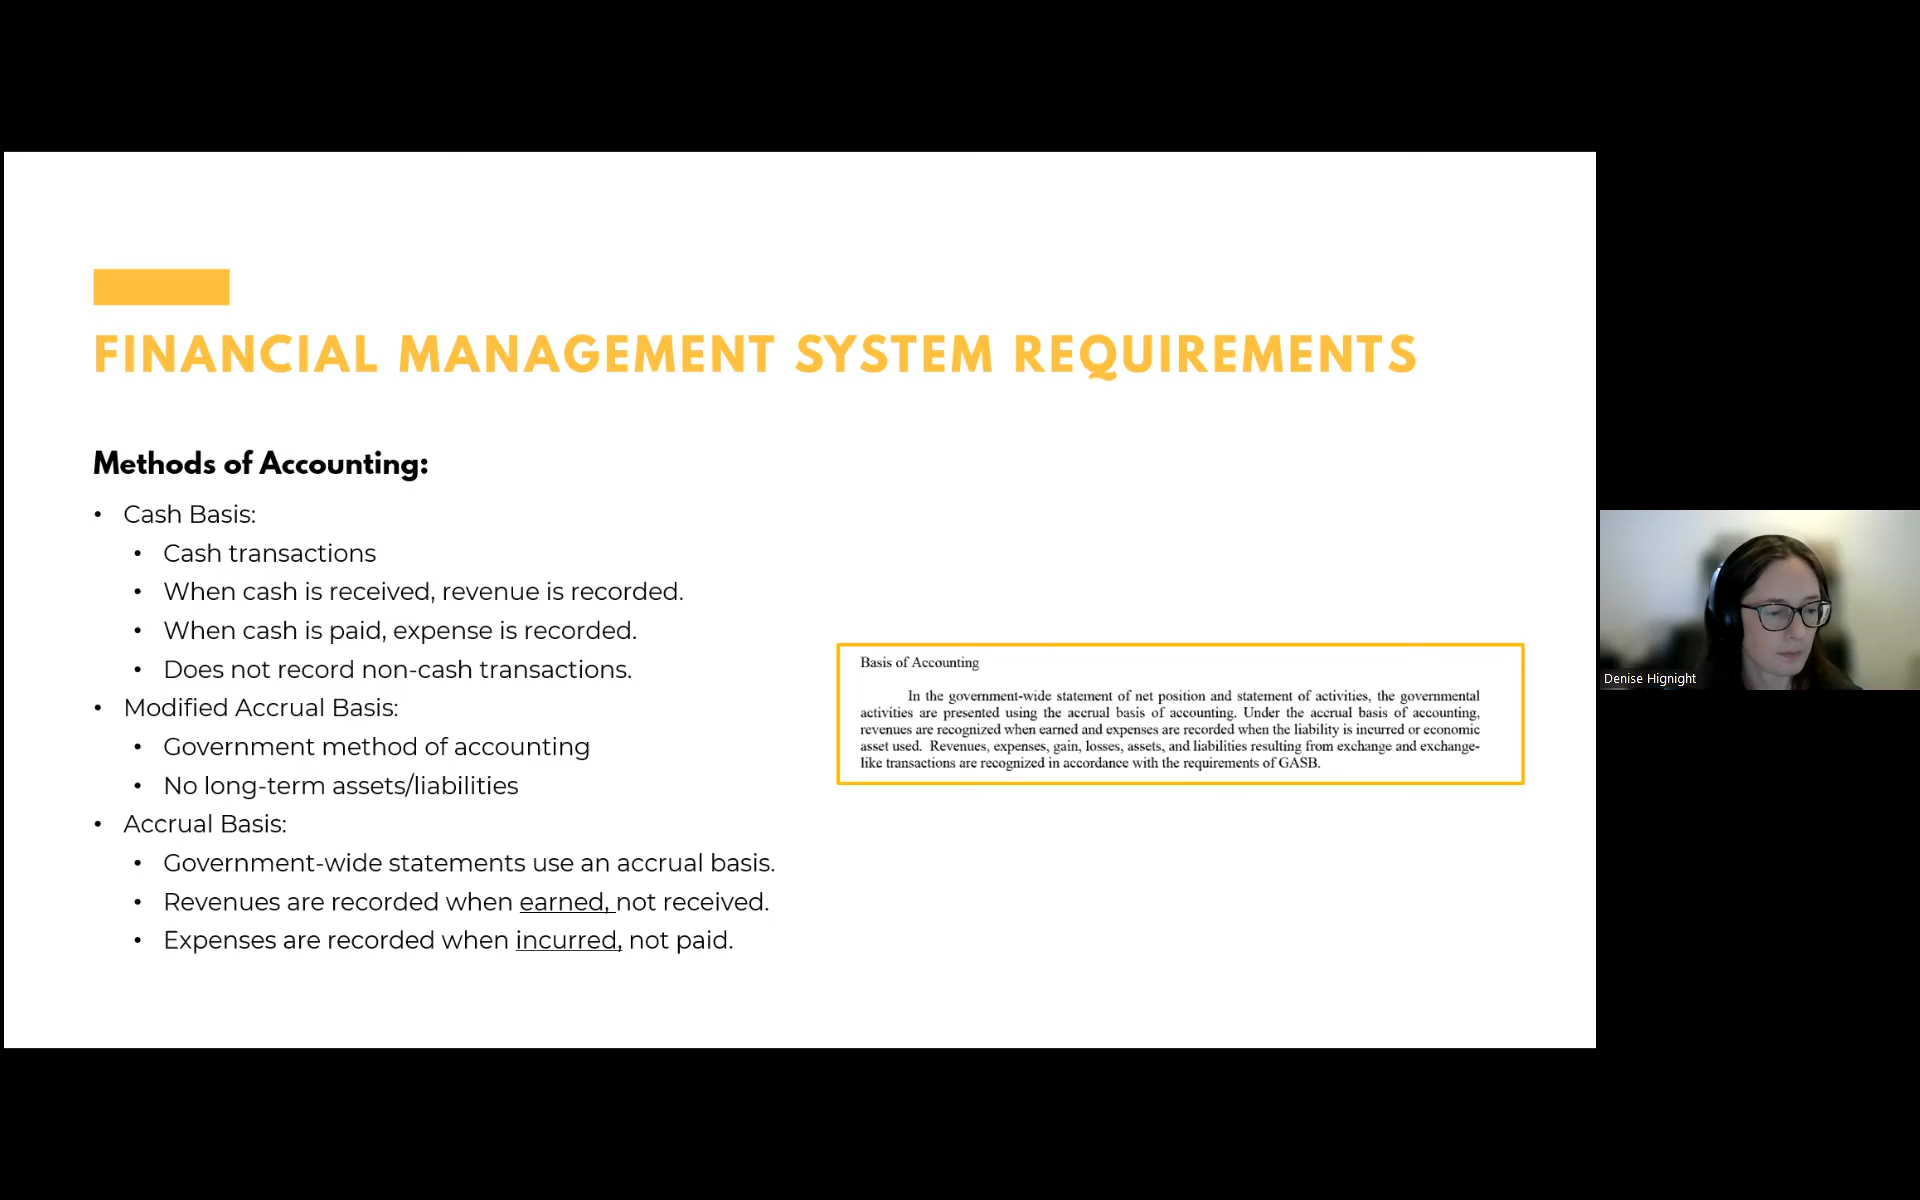 FINANCIAL MANAGEMENT SYSTEM REQUIREMENTS
Methods of Accounting:
• Cash Basis:
• Cash transactions
• When cash is received, revenue is recorded.
• When cash is paid, expense is recorded.
• Does not record non-cash transactions.
• Modified Accrual Basis:
• Government method of accounting
• No long-term assets/liabilities
• Accrual Basis:
• Government-wide statements use an accrual basis.
• Revenues are recorded when earned, not received.
• Expenses are recorded when incurred, not paid.
Basis of Accounting
In the government-wide statement of net position and statement of activities, the governmental
activities are presented using the accrual basis of accounting. Under the accrual basis of accounting,
revenues are recognized when earned and expenses are recorded when the liability is incurred or economic
asset used. Revenues, expenses, gain, losses, assets, and liabilities resulting from exchange and exchange-
like transactions are recognized in accordance with the requirements of GASB.
Denise Hignight